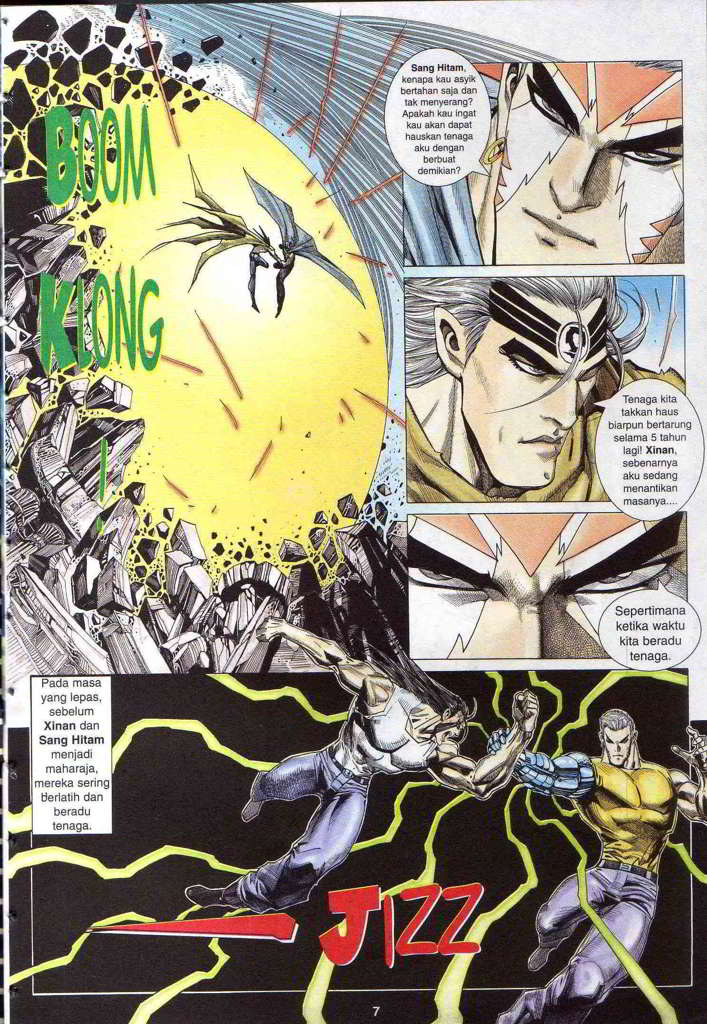 BOOM
KLONG
!
Sang Hitam,
kenapa kau asyik
bertahan saja dan
tak menyerang?
Apakah kau ingat
kau akan dapat
hauskan tenaga
aku dengan
berbuat
demikian?
Tenaga kita
takkan haus
biarpun bertarung
selama 5 tahun
lagi! Xinan,
sebenarnya
aku sedang
menantikan
masanya....
Sepertimana
ketika waktu
kita beradu
tenaga.
Pada masa
yang lepas,
sebelum
Xinan dan
Sang Hitam
menjadi
maharaja,
mereka sering
berlatih dan
beradu
tenaga.
JIZZ
7